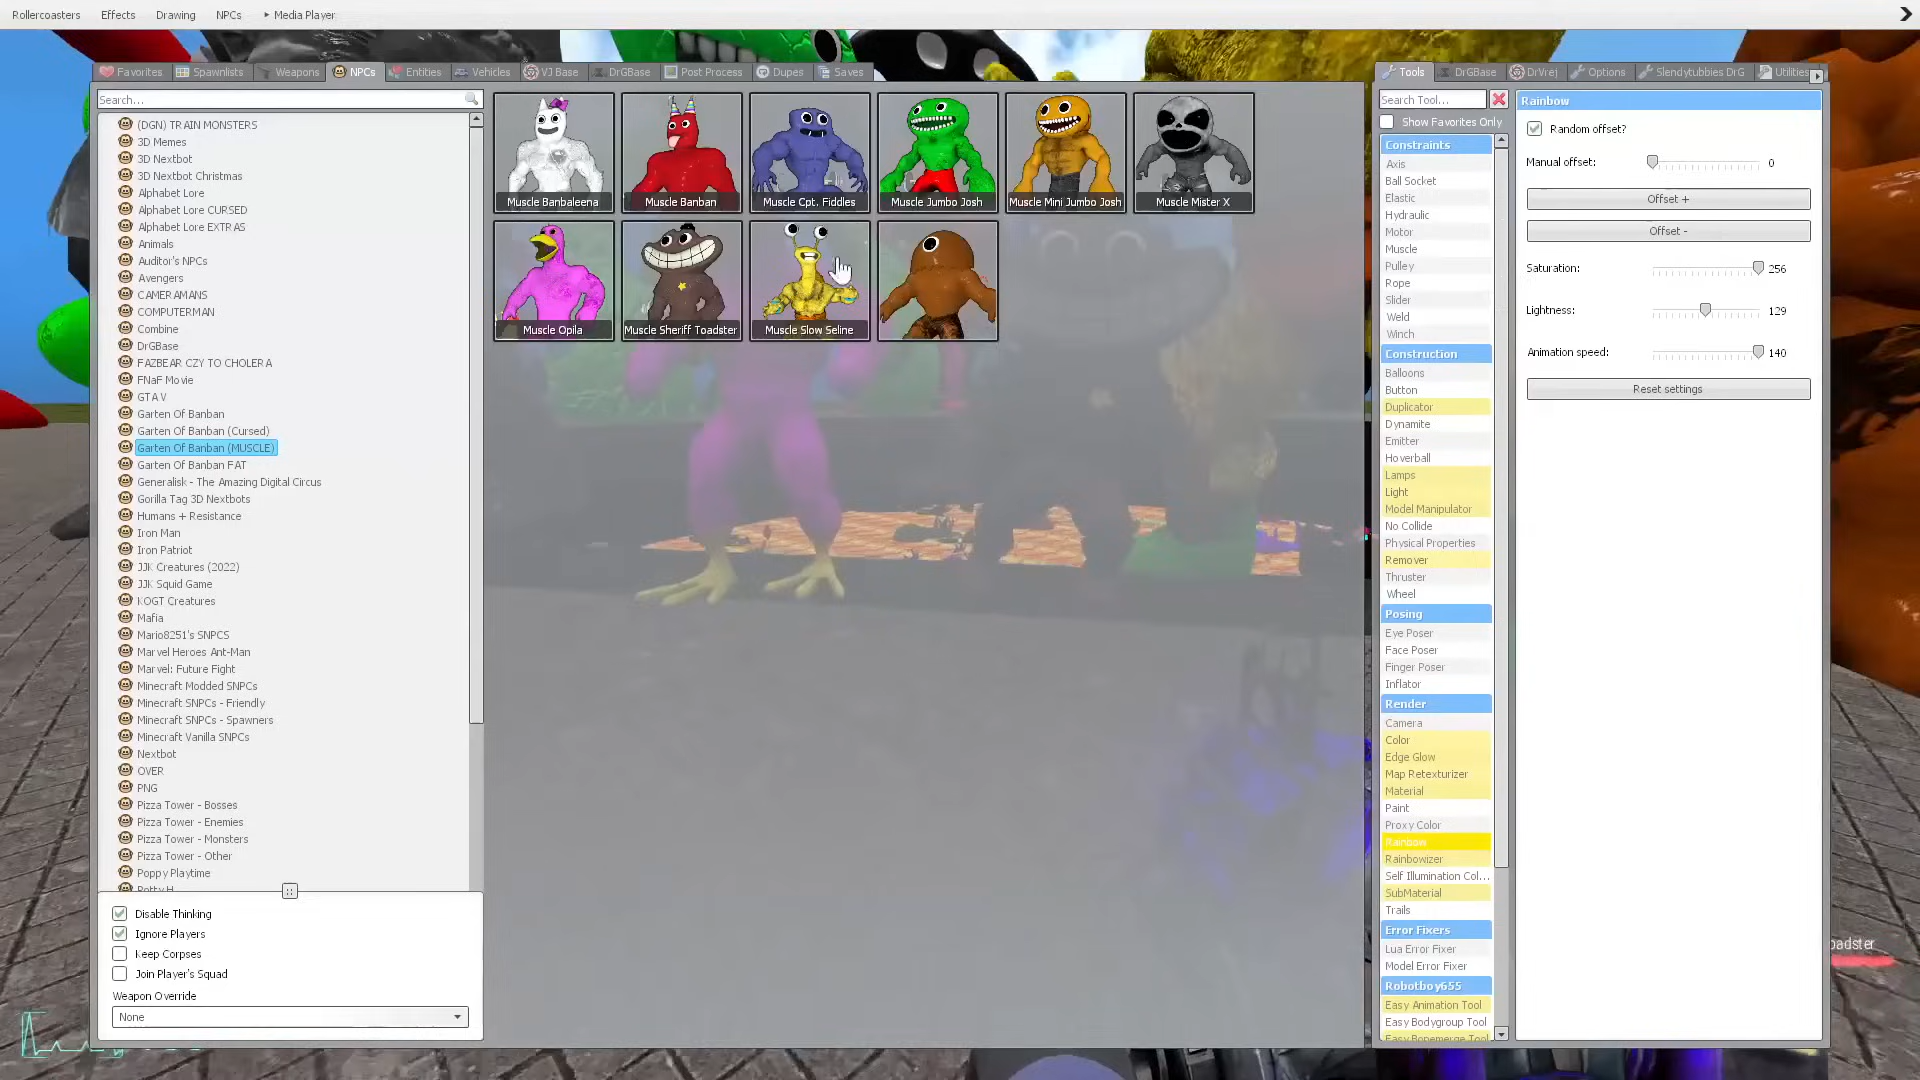 Rollercoasters Effects Drawing NPCs Media Player
Favorites Spawnlists Weapons NPCs Entities Vehicles VJ Base DrGBase Post Process Dupes Saves
Search...
(DGN) TRAIN MONSTERS
3D Memes
3D Nextbot
3D Nextbot Christmas
Alphabet Lore
Alphabet Lore CURSED
Alphabet Lore EXTRAS
Animals
Auditor's NPCs
Avengers
CAMERAMANS
COMPUTERMAN
Combine
DrGBase
FAZBEAR CZY TO CHOLERA
FNaF Movie
GTA V
Garten Of Banban
Garten Of Banban (Cursed)
Garten Of Banban (MUSCLE)
Garten Of Banban FAT
Generalisk - The Amazing Digital Circus
Gorilla Tag 3D Nextbots
Humans + Resistance
Iron Man
Iron Patriot
JJK Creatures (2022)
JJK Squid Game
KOGT Creatures
Mafia
Mario8251's SNPCS
Marvel Heroes Ant-Man
Marvel: Future Fight
Minecraft Modded SNPCs
Minecraft SNPCs - Friendly
Minecraft SNPCs - Spawners
Minecraft Vanilla SNPCs
Nextbot
OVER
PNG
Pizza Tower - Bosses
Pizza Tower - Enemies
Pizza Tower - Monsters
Pizza Tower - Other
Poppy Playtime
Disable Thinking
Ignore Players
Keep Corpses
Join Player's Squad
Weapon Override
None
Muscle Banbaleena Muscle Banban Muscle Cpt. Fiddles Muscle Jumbo Josh Muscle Mini Jumbo Josh Muscle Mister X
Muscle Opila Muscle Sheriff Toadster Muscle Slow Seline
Tools DrGBase DrVrej Options Slendytubbies DrG Utilities
Search Tool...
Show Favorites Only
Constraints
Axis
Ball Socket
Elastic
Hydraulic
Motor
Muscle
Pulley
Rope
Slider
Weld
Winch
Construction
Balloons
Button
Duplicator
Dynamite
Emitter
Hoverball
Lamps
Light
Model Manipulator
No Collide
Physical Properties
Remover
Thruster
Wheel
Posing
Eye Poser
Face Poser
Finger Poser
Inflator
Render
Camera
Color
Edge Glow
Map Retexturizer
Material
Paint
Proxy Color
Rainbow
Rainbowizer
Self Illumination Col...
SubMaterial
Trails
Error Fixers
Lua Error Fixer
Model Error Fixer
Robotboy655
Easy Animation Tool
Easy Bodygroup Tool
Easy Bonemerge Tool
Rainbow
Random offset?
Manual offset: 0
Offset +
Offset -
Saturation: 256
Lightness: 129
Animation speed: 140
Reset settings
oadster